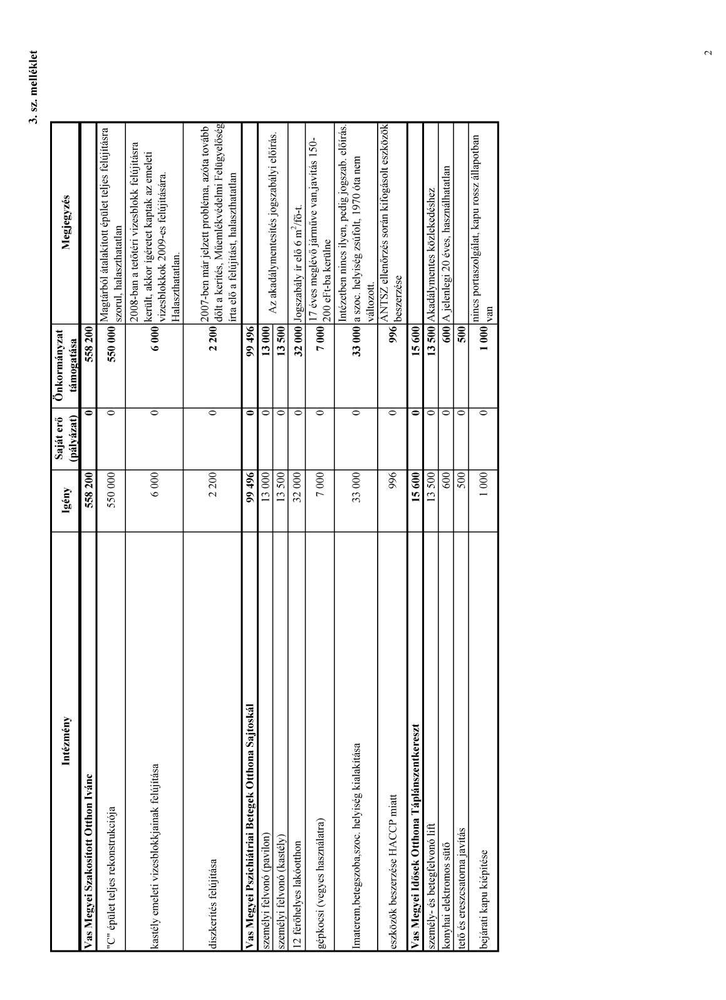 3. sz. melléklet
Intézmény Igény Saját erő (pályázat) Önkormányzat támogatása Megjegyzés
Vas Megyei Szakosított Otthon Ivánc 558 200 0 558 200
"C" épület teljes rekonstrukciója 550 000 0 550 000 Magtárból átalakított épület teljes felújításra
szorul, halaszthatatlan
kastély emeleti vizesblokkjainak felújítása 6 000 0 6 000 2008-ban a tetőtéri vizesblokk felújításra
került, akkor ígéretet kaptak az emeleti
vizesblokkok 2009-es felújítására.
Halaszthatatlan.
díszkerítés felújítása 2 200 0 2 200 2007-ben már jelzett probléma, azóta tovább
dőlt a kerítés, Műemlékvédelmi Felügyelőség
írta elő a felújítást, halaszthatatlan
Vas Megyei Pszichiátriai Betegek Otthona Sajtoskál 99 496 0 99 496
személyi felvonó (pavilon) 13 000 0 13 000 Az akadálymentesítés jogszabályi előírás.
személyi felvonó (kastély) 13 500 0 13 500
12 férőhelyes lakóotthon 32 000 0 32 000 Jogszabály ír elő 6 m²/fő-t.
gépkocsi (vegyes használatra) 7 000 0 7 000 17 éves meglévő járműve van,javítás 150-
200 eFt-ba kerülne
Imaterem,betegszoba,szoc. helyiség kialakítása 33 000 0 33 000 Intézetben nincs ilyen, pedig jogszab. előírás.
a szoc. helyiség zsúfolt, 1970 óta nem
változott.
eszközök beszerzése HACCP miatt 996 0 996 ÁNTSZ ellenőrzés során kifogásolt eszközök
beszerzése
Vas Megyei Idősek Otthona Táplánszentkereszt 15 600 0 15 600
személy- és betegfelvonó lift 13 500 0 13 500 Akadálymentes közlekedéshez
konyhai elektromos sütő 600 0 600 A jelenlegi 20 éves, használhatatlan
tető és ereszcsatorna javítás 500 0 500
bejárati kapu kiépítése 1 000 0 1 000 nincs portaszolgálat, kapu rossz állapotban
van
2